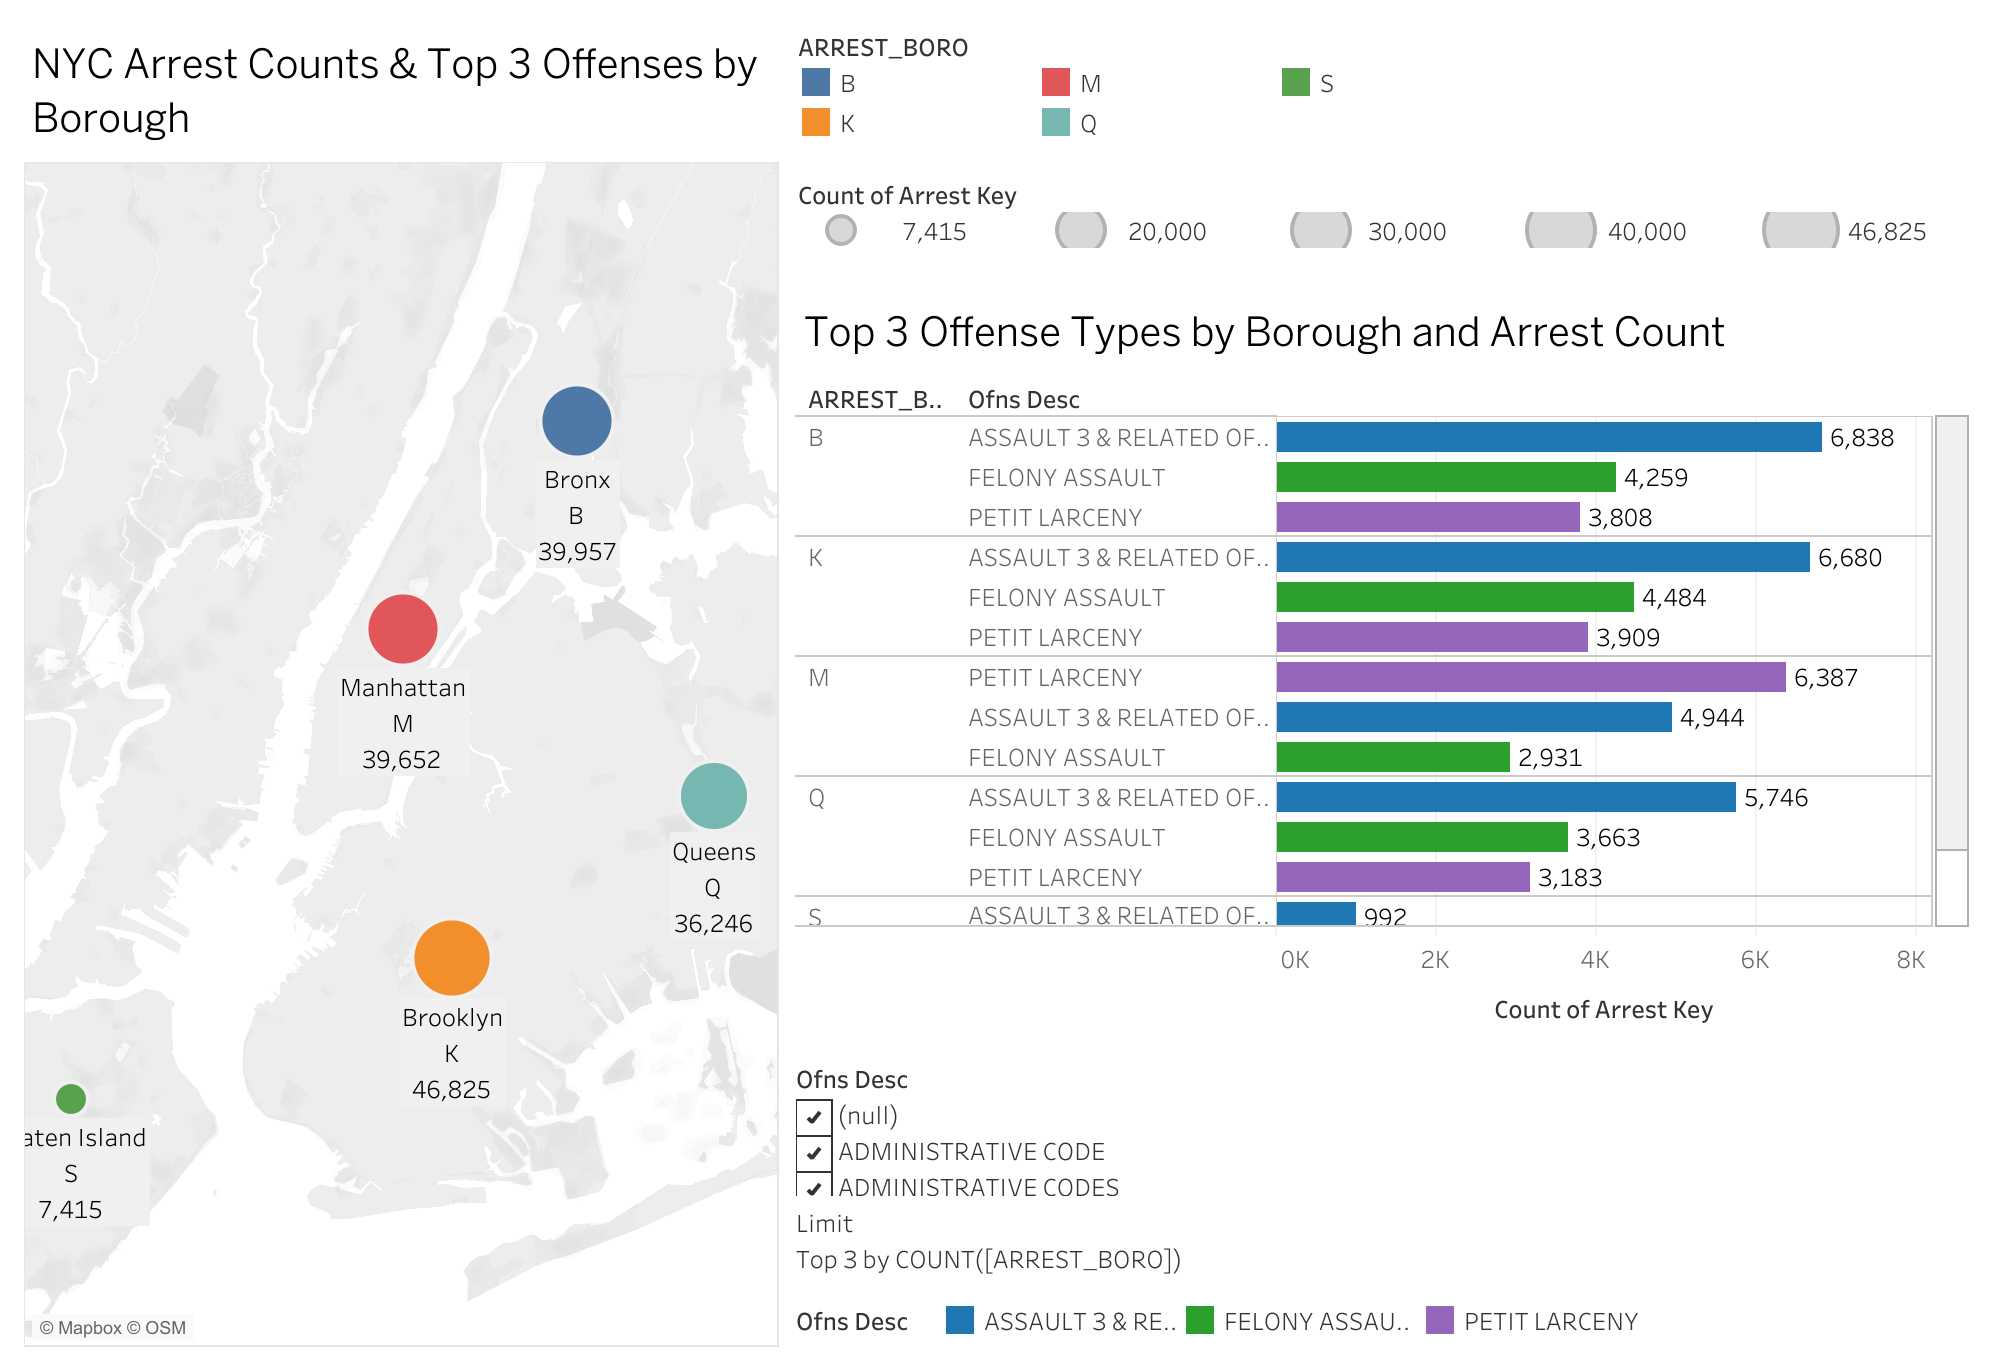 NYC Arrest Counts & Top 3 Offenses by
Borough
Bronx
B
39,957
Manhattan
M
39,652
Queens
Q
36,246
Brooklyn
K
46,825
aten Island
S
7,415
© Mapbox © OSM
ARREST_BORO
B
M
S
K
Q
Count of Arrest Key
7,415
20,000
30,000
40,000
46,825
Top 3 Offense Types by Borough and Arrest Count
ARREST_B.. Ofns Desc
B ASSAULT 3 & RELATED OF.. 6,838
FELONY ASSAULT 4,259
PETIT LARCENY 3,808
K ASSAULT 3 & RELATED OF.. 6,680
FELONY ASSAULT 4,484
PETIT LARCENY 3,909
M PETIT LARCENY 6,387
ASSAULT 3 & RELATED OF.. 4,944
FELONY ASSAULT 2,931
Q ASSAULT 3 & RELATED OF.. 5,746
FELONY ASSAULT 3,663
PETIT LARCENY 3,183
S ASSAULT 3 & RELATED OF.. 992
0K 2K 4K 6K 8K
Count of Arrest Key
Ofns Desc
(null)
ADMINISTRATIVE CODE
ADMINISTRATIVE CODES
Limit
Top 3 by COUNT([ARREST_BORO])
Ofns Desc ASSAULT 3 & RE.. FELONY ASSAU.. PETIT LARCENY